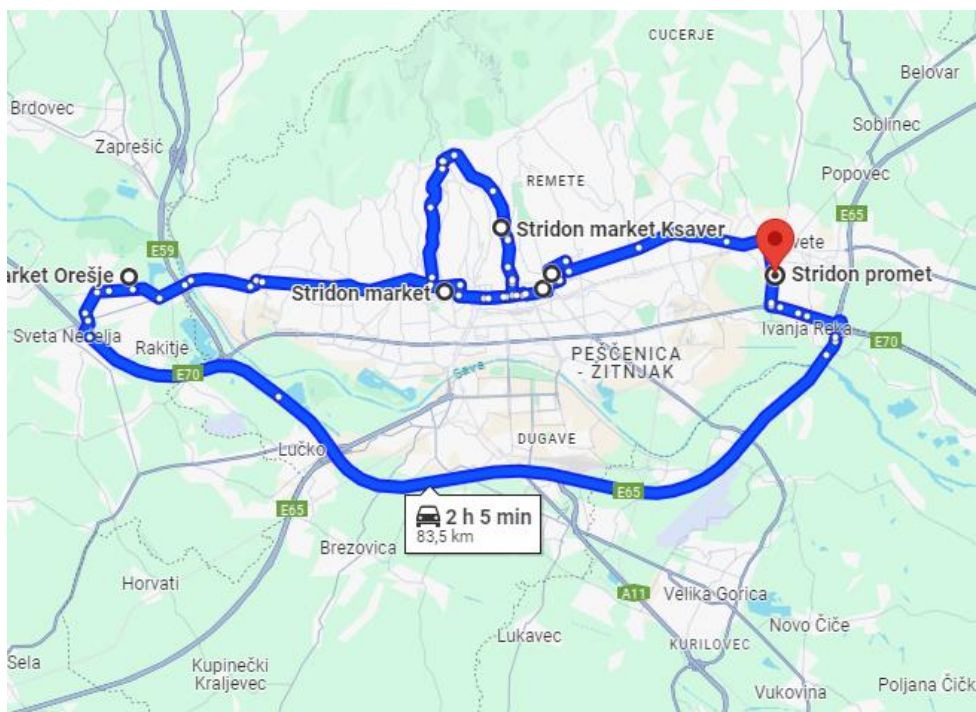 CUCERJE
Belovar
Brdovec
Soblinec
Zaprešić
Popovec
REMETE
E65
Stridon market Ksaver
E59
vete
arket Orešje
Stridon promet
Stridon market
Ivanja Reka
Sveta Nedelja
Rakitje
E70
PEŠČENICA
- ŽITNJAK
E70
Sava
DUGAVE
Lučko
E65
E65
2 h 5 min
83,5 km
Brezovica
Horvati
A11
Velika Gorica
Novo Čiče
Lukavec
KURILOVEC
Sela
Kupinečki
Kraljevec
Vukovina
Poljana Čičk